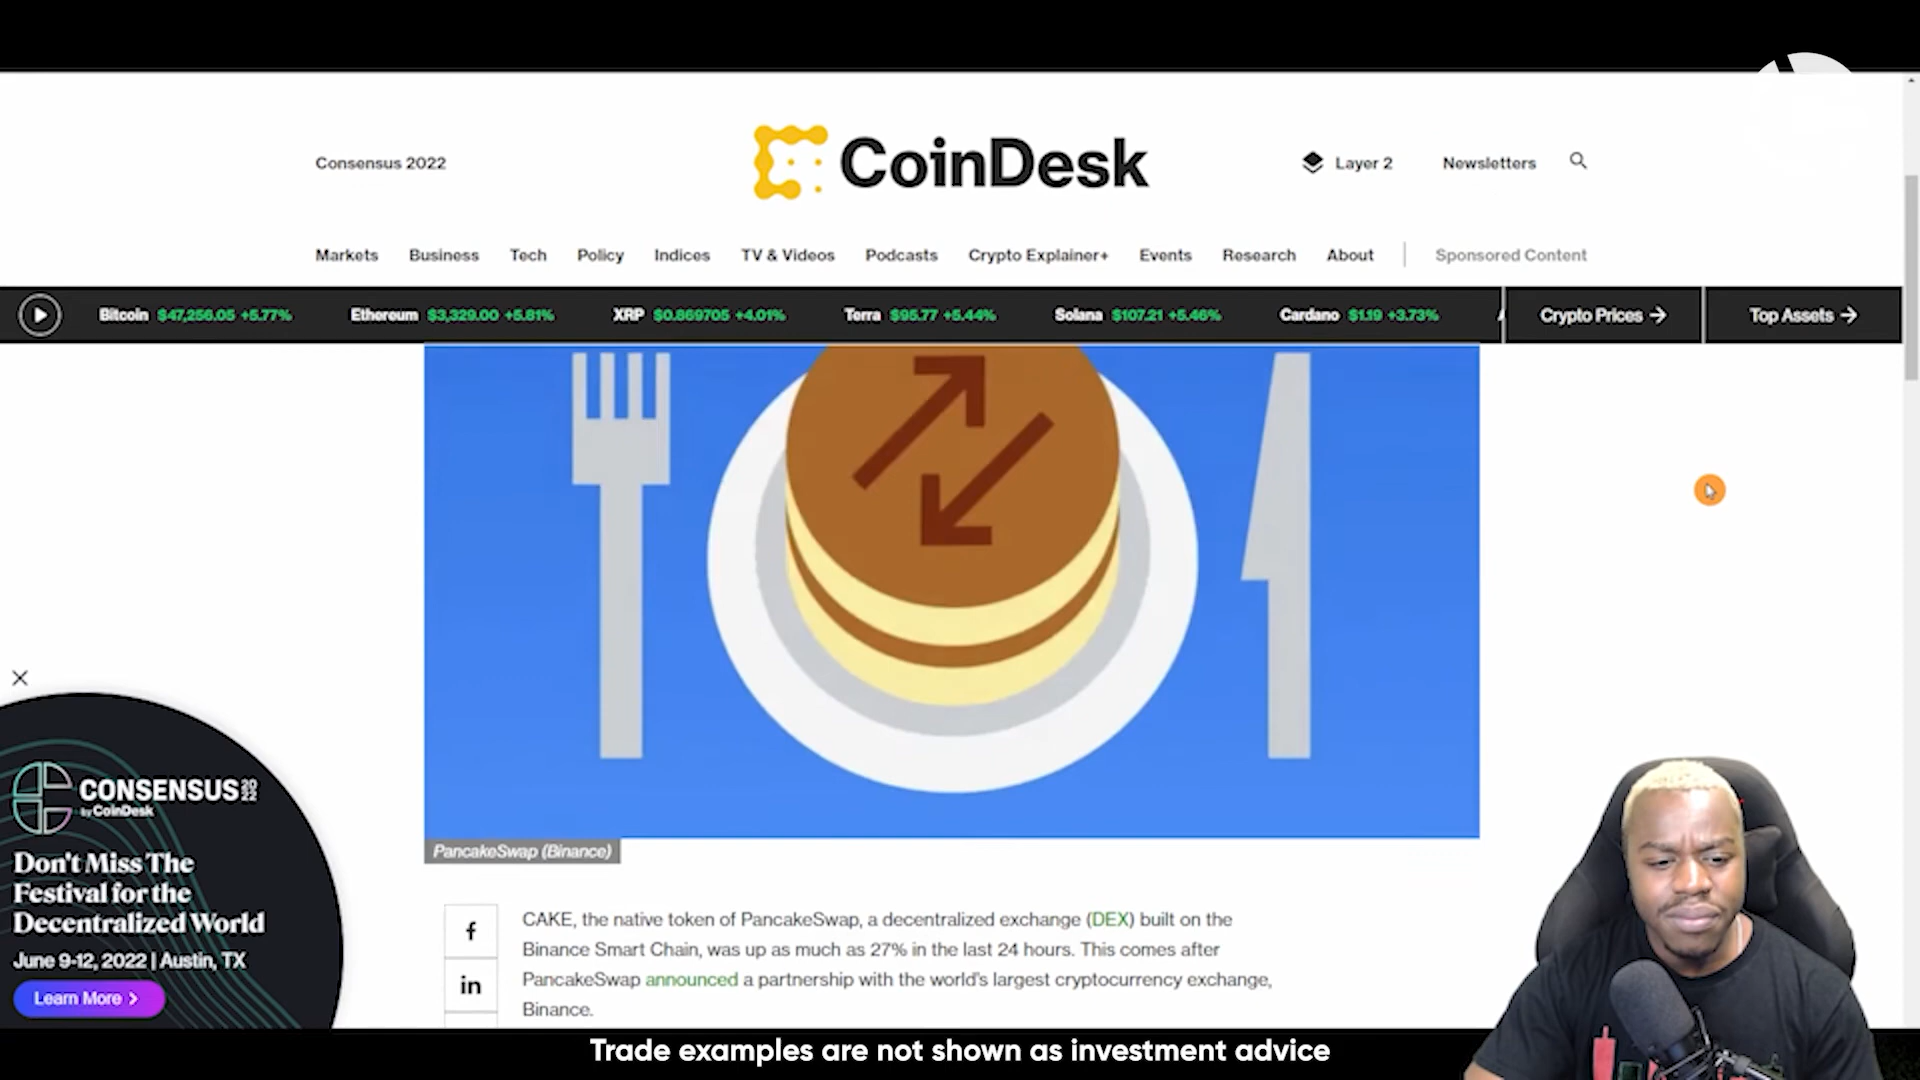 Consensus 2022
CoinDesk
Layer 2
Newsletters
Markets Business Tech Policy Indices TV & Videos Podcasts Crypto Explainer+ Events Research About Sponsored Content
Bitcoin $47,256.05 +5.77% Ethereum $3,329.00 +5.81% XRP $0.869705 +4.01% Terra $95.77 +5.44% Solana $107.21 +5.46% Cardano $1.19 +3.73% Crypto Prices → Top Assets →
PancakeSwap (Binance)
CONSENSUS 2022
by CoinDesk
Don't Miss The
Festival for the
Decentralized World
June 9-12, 2022 | Austin, TX
Learn More >
f
in
CAKE, the native token of PancakeSwap, a decentralized exchange (DEX) built on the
Binance Smart Chain, was up as much as 27% in the last 24 hours. This comes after
PancakeSwap announced a partnership with the world's largest cryptocurrency exchange,
Binance.
Trade examples are not shown as investment advice